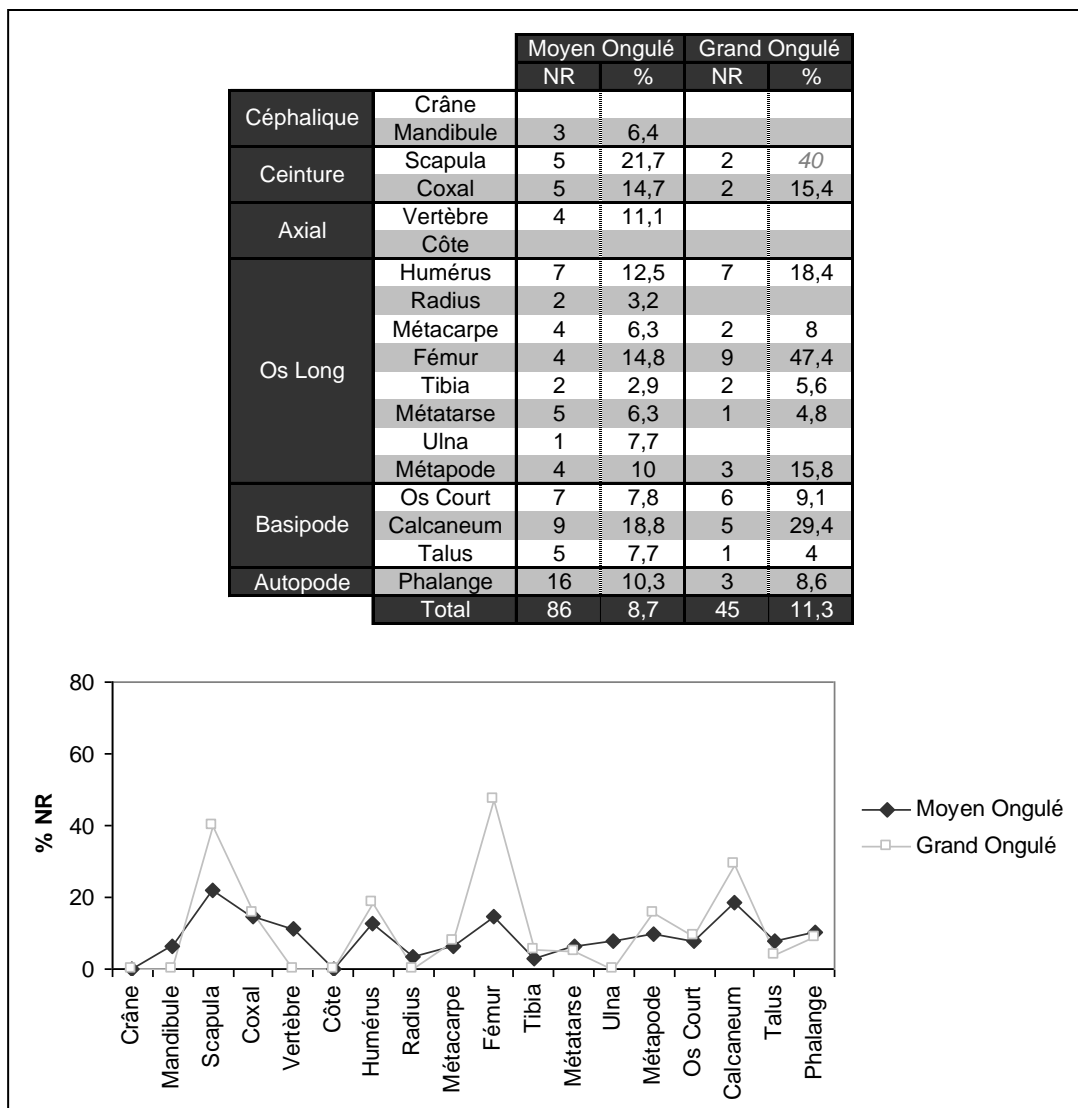 Moyen Ongulé Grand Ongulé
NR % NR %
Céphalique
Crâne
Mandibule 3 6,4
Ceinture
Scapula 5 21,7 2 40
Coxal 5 14,7 2 15,4
Axial
Vertèbre 4 11,1
Côte
Os Long
Humérus 7 12,5 7 18,4
Radius 2 3,2
Métacarpe 4 6,3 2 8
Fémur 4 14,8 9 47,4
Tibia 2 2,9 2 5,6
Métatarse 5 6,3 1 4,8
Ulna 1 7,7
Métapode 4 10 3 15,8
Basipode
Os Court 7 7,8 6 9,1
Calcaneum 9 18,8 5 29,4
Talus 5 7,7 1 4
Autopode Phalange 16 10,3 3 8,6
Total 86 8,7 45 11,3
% NR
80
60
40
20
0
Crâne
Mandibule
Scapula
Coxal
Vertèbre
Côte
Humérus
Radius
Métacarpe
Fémur
Tibia
Métatarse
Ulna
Métapode
Os Court
Calcaneum
Talus
Phalange
Moyen Ongulé
Grand Ongulé